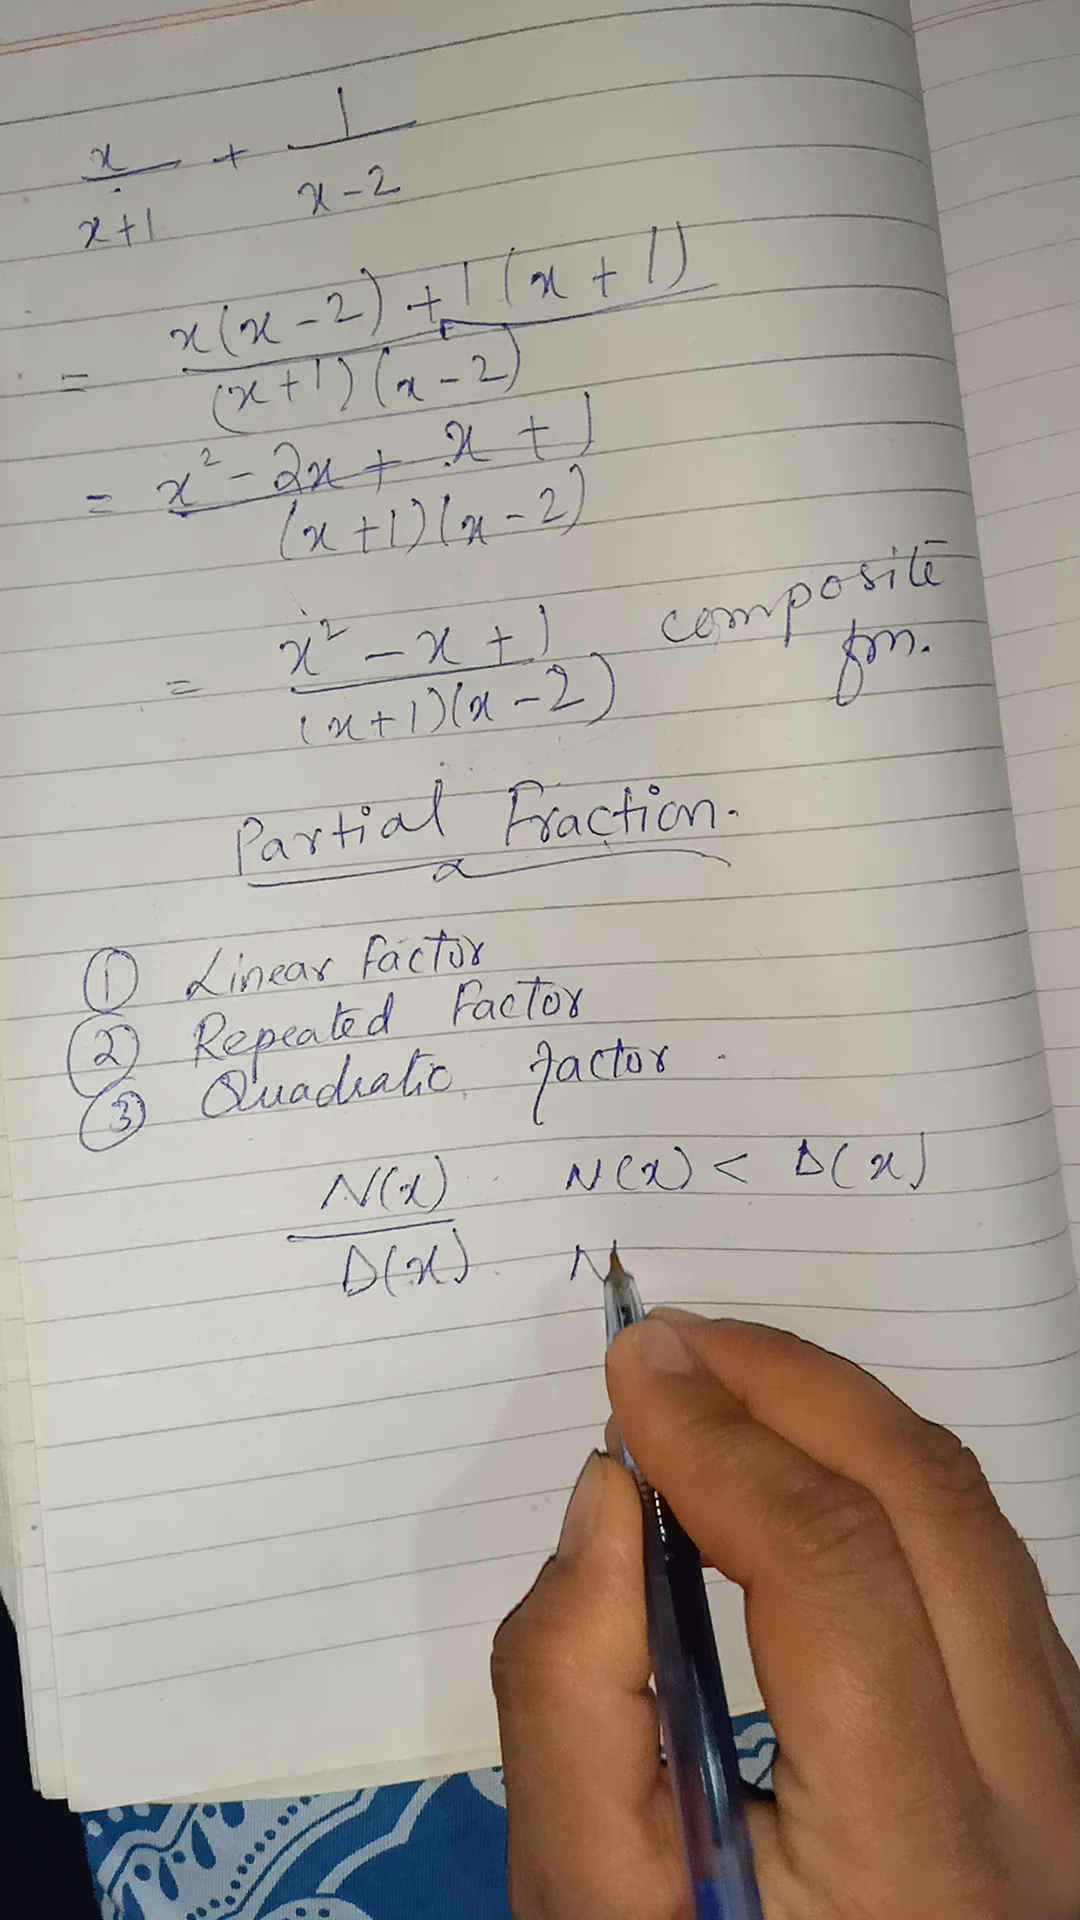 x/x+1 + 1/x-2
= x(x-2)+1(x+1)/(x+1)(x-2)
= x²-2x+x+1/(x+1)(x-2)
= x²-x+1/(x+1)(x-2) composite
fm.
Partial Fraction.
① Linear Factor
② Repeated Factor
③ Quadratic factor.
N(x)/D(x) N(x) < D(x)
N